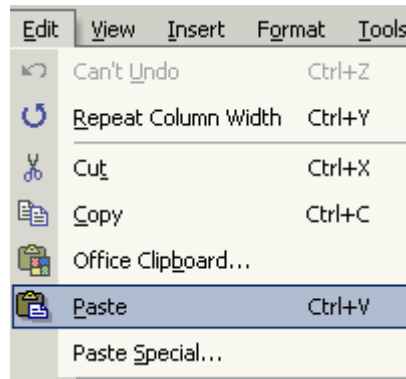 Edit View Insert Format Tools
Can't Undo Ctrl+Z
Repeat Column Width Ctrl+Y
Cut Ctrl+X
Copy Ctrl+C
Office Clipboard...
Paste Ctrl+V
Paste Special...